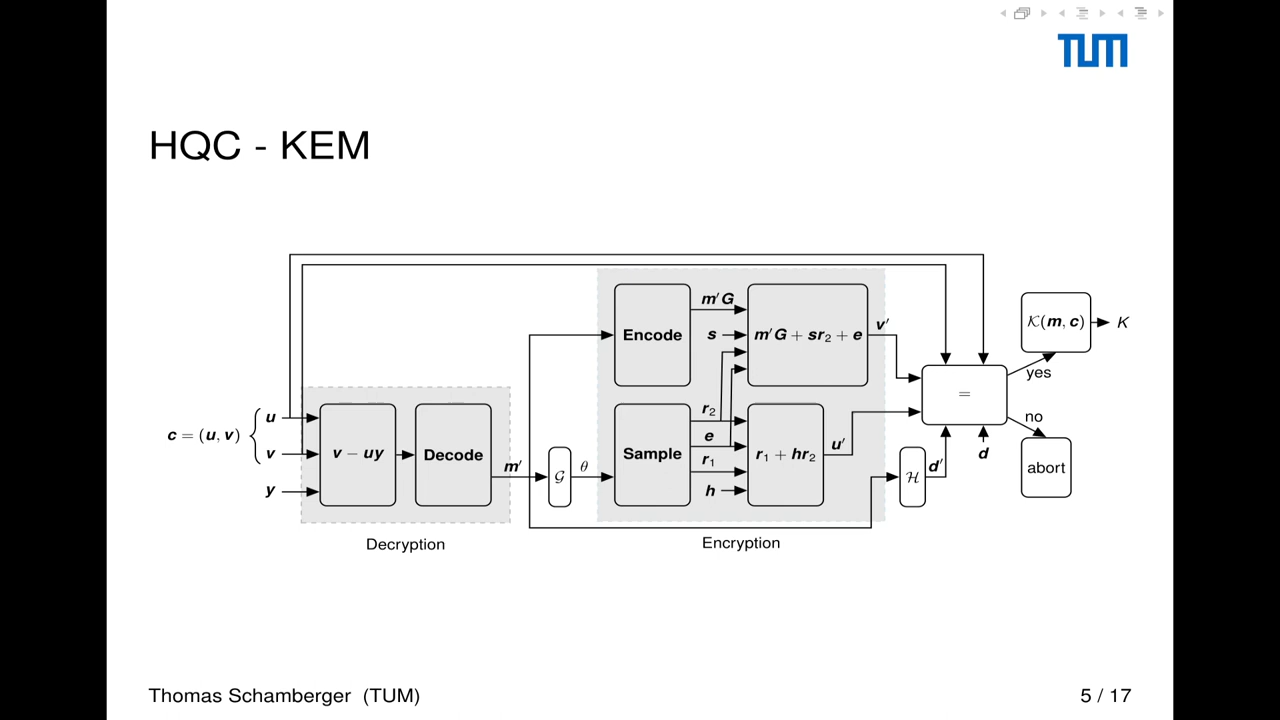 TUM
HQC - KEM
c = (u, v)
u
v
y
v − uy
Decode
m′
Decryption
𝒢
θ
Encode
Sample
m′G
s
r₂
e
r₁
h
m′G + sr₂ + e
r₁ + hr₂
Encryption
v′
u′
ℋ
d′
=
d
yes
no
𝒦(m, c)
K
abort
Thomas Schamberger (TUM)
5 / 17